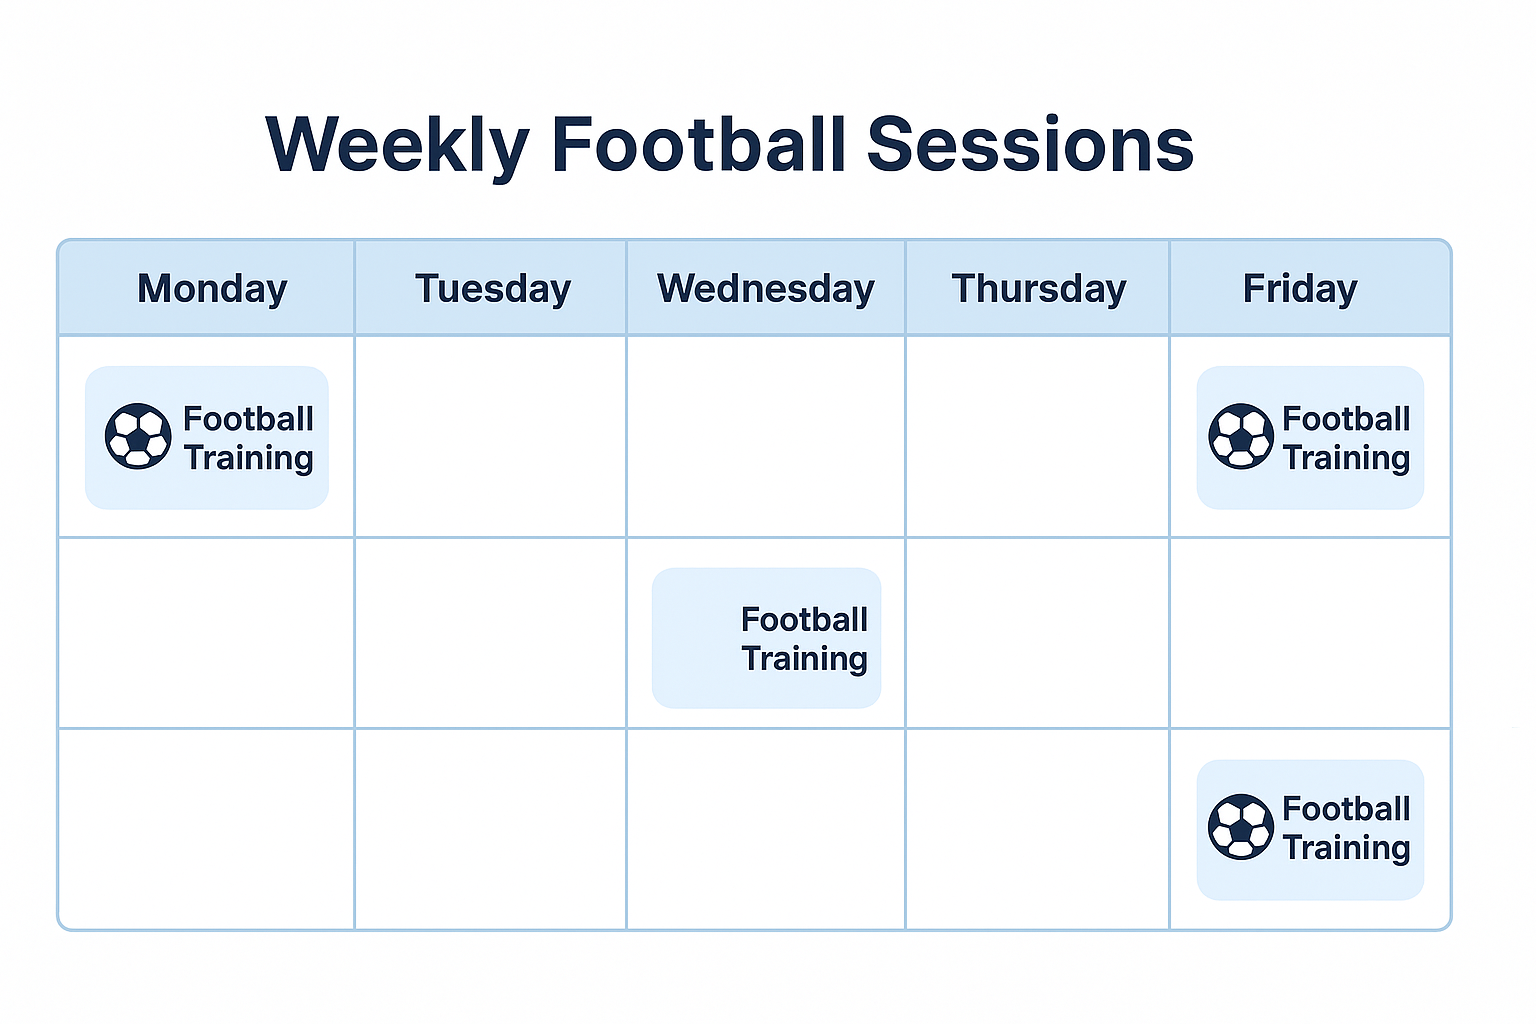 Weekly Football Sessions
Monday Tuesday Wednesday Thursday Friday
Football Football
Training Training
Football
Training
Football
Training